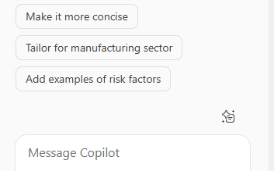 Make it more concise
Tailor for manufacturing sector
Add examples of risk factors
Message Copilot